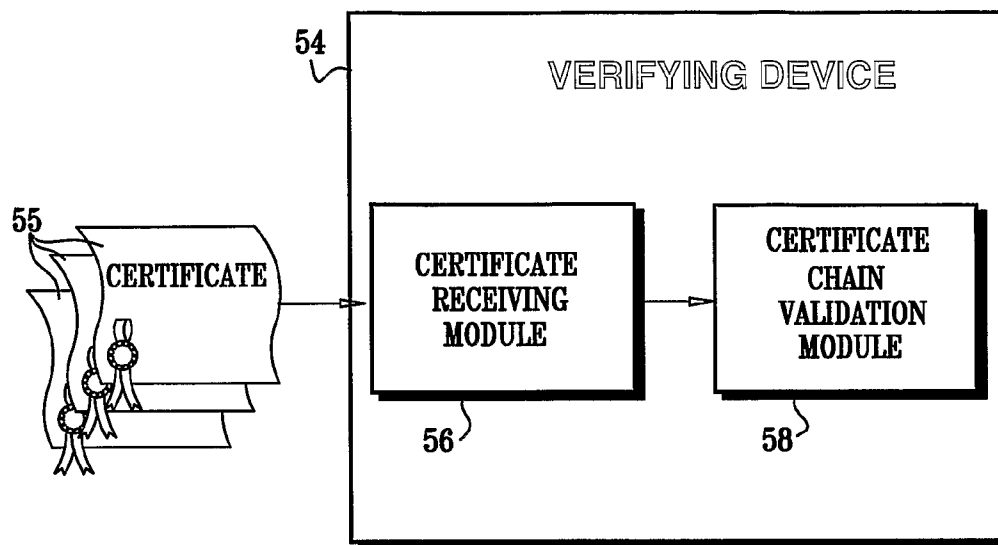 54
VERIFYING DEVICE
55
CERTIFICATE
CERTIFICATE
RECEIVING
MODULE
CERTIFICATE
CHAIN
VALIDATION
MODULE
56
58